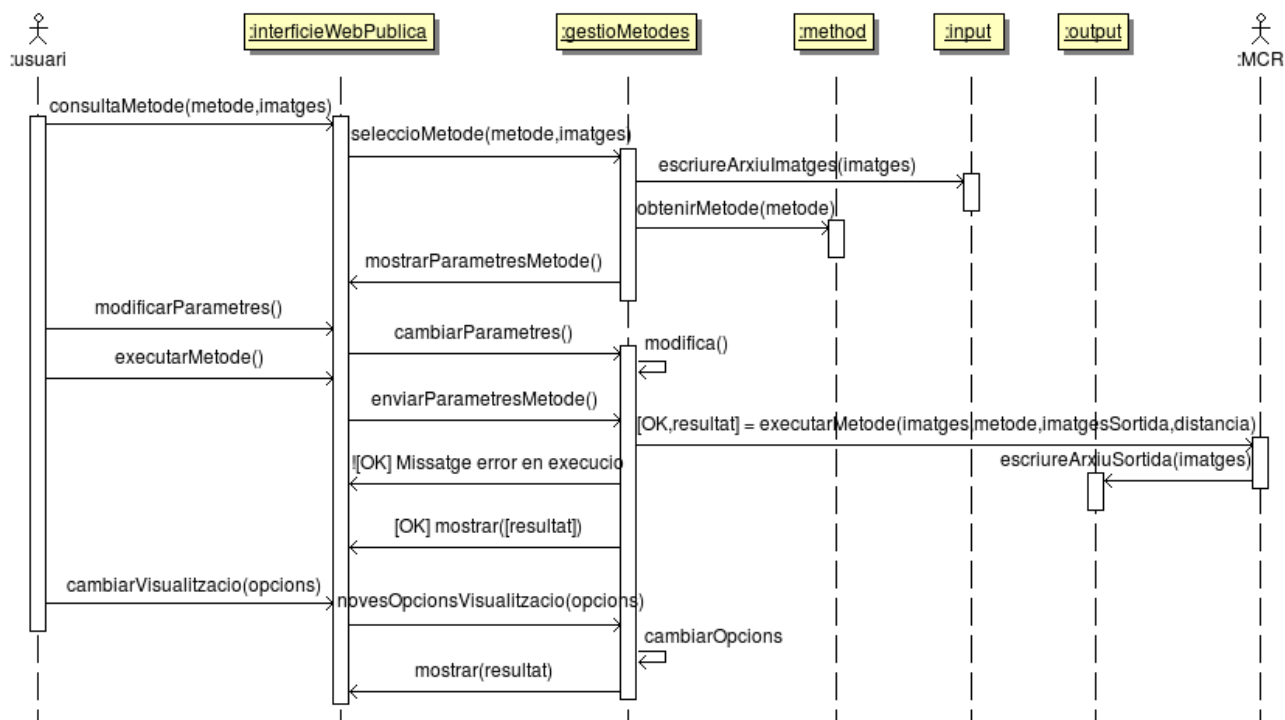 :usuari
:interficieWebPublica
:gestioMetodes
:method
:input
:output
:MCR
consultaMetode(metode,imatges)
seleccioMetode(metode,imatges)
escriureArxiuImatges(imatges)
obtenirMetode(metode)
mostrarParametresMetode()
modificarParametres()
cambiarParametres()
modifica()
executarMetode()
enviarParametresMetode()
[OK,resultat] = executarMetode(imatges,metode,imatgesSortida,distancia)
![OK] Missatge error en execucio
escriureArxiuSortida(imatges)
[OK] mostrar([resultat])
cambiarVisualitzacio(opcions)
novesOpcionsVisualitzacio(opcions)
cambiarOpcions
mostrar(resultat)